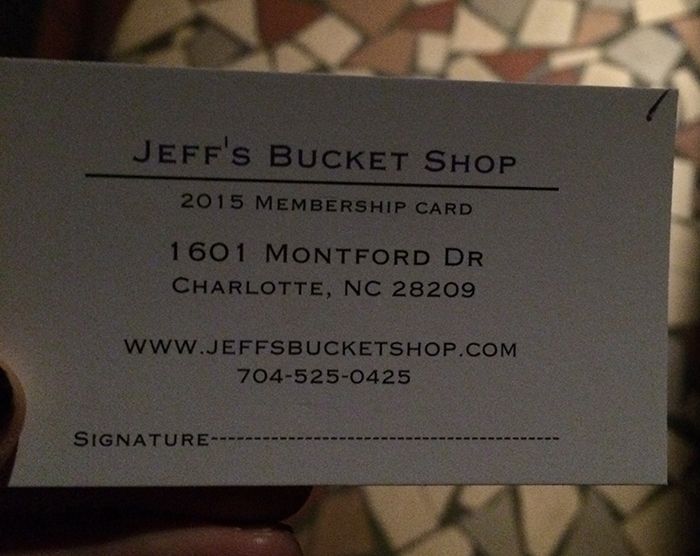 Jeff's Bucket Shop
2015 Membership card
1601 Montford Dr
Charlotte, NC 28209
www.jeffsbucketshop.com
704-525-0425
Signature----------------------------------------